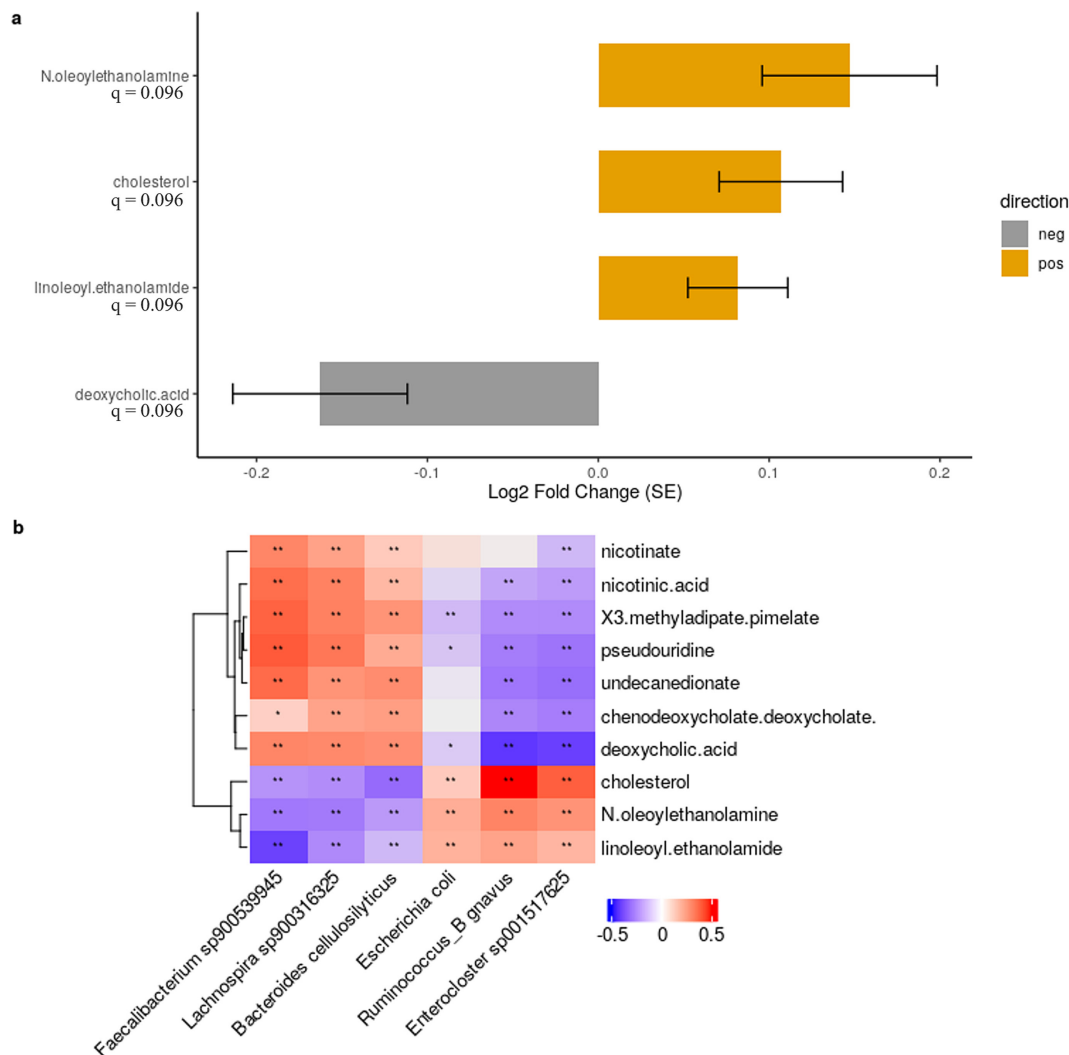 a
N.oleoylethanolamine
q = 0.096
cholesterol
q = 0.096
linoleoyl.ethanolamide
q = 0.096
deoxycholic.acid
q = 0.096
-0.2 -0.1 0.0 0.1 0.2
Log2 Fold Change (SE)
direction
neg
pos
b
** ** ** ** nicotinate
** ** ** ** ** nicotinic.acid
** ** ** ** ** ** X3.methyladipate.pimelate
** ** ** * ** ** pseudouridine
** ** ** ** ** undecanedionate
* ** ** ** ** chenodeoxycholate.deoxycholate.
** ** ** * ** ** deoxycholic.acid
** ** ** ** ** ** cholesterol
** ** ** ** ** ** N.oleoylethanolamine
** ** ** ** ** ** linoleoyl.ethanolamide
Faecalibacterium sp900539945
Lachnospira sp900316325
Bacteroides cellulosilyticus
Escherichia coli
Ruminococcus_B gnavus
Enterocloster sp001517625
-0.5 0 0.5